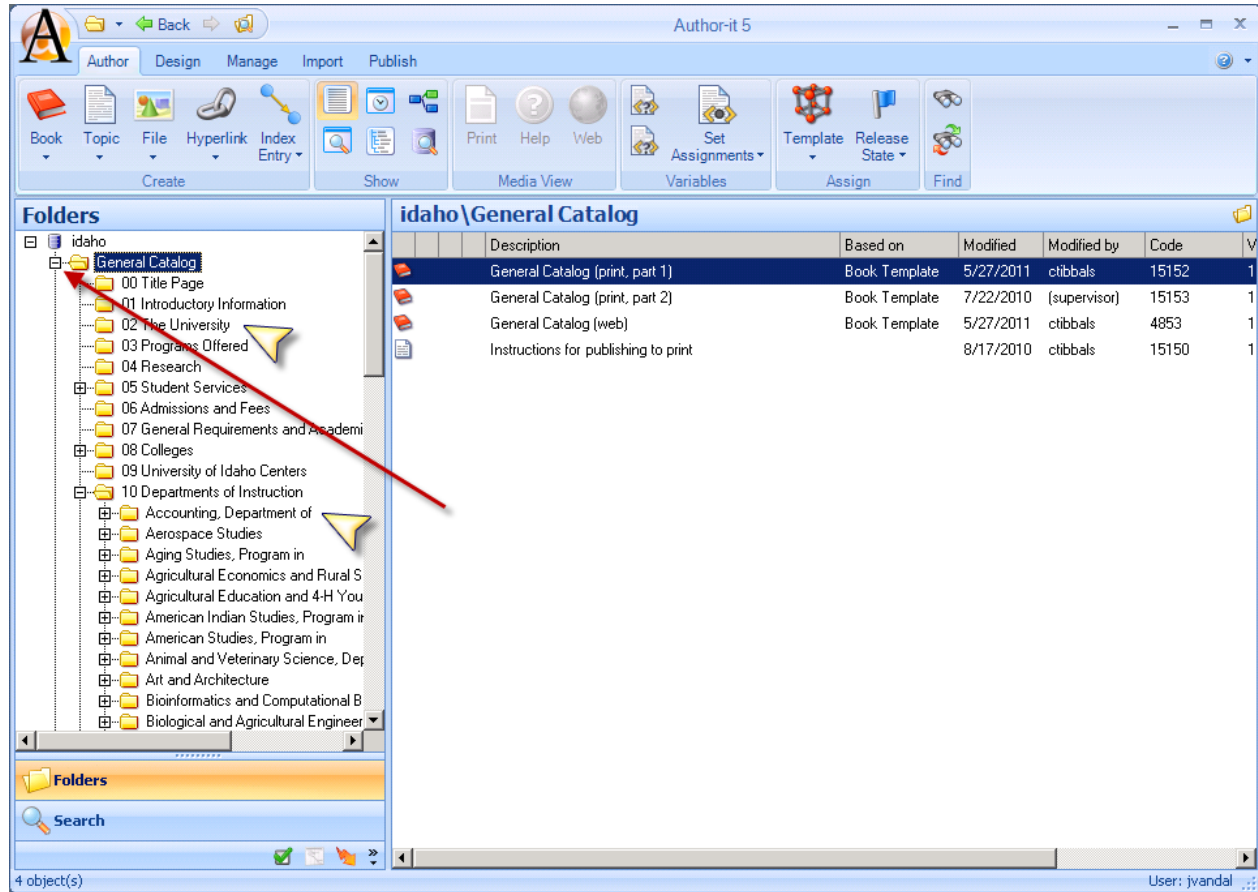 Back
Author-it 5
Author Design Manage Import Publish
Book Topic File Hyperlink Index Entry
Print Help Web
Set Assignments
Template Release State
Create Show Media View Variables Assign Find
Folders
idaho
General Catalog
00 Title Page
01 Introductory Information
02 The University
03 Programs Offered
04 Research
05 Student Services
06 Admissions and Fees
07 General Requirements and Academi
08 Colleges
09 University of Idaho Centers
10 Departments of Instruction
Accounting, Department of
Aerospace Studies
Aging Studies, Program in
Agricultural Economics and Rural S
Agricultural Education and 4-H You
American Indian Studies, Program in
American Studies, Program in
Animal and Veterinary Science, Dep
Art and Architecture
Bioinformatics and Computational B
Biological and Agricultural Engineer
Folders
Search
idaho\General Catalog
Description Based on Modified Modified by Code V
General Catalog (print, part 1) Book Template 5/27/2011 ctibbals 15152 1
General Catalog (print, part 2) Book Template 7/22/2010 (supervisor) 15153 1
General Catalog (web) Book Template 5/27/2011 ctibbals 4853 1
Instructions for publishing to print 8/17/2010 ctibbals 15150 1
4 object(s)
User: jvandal